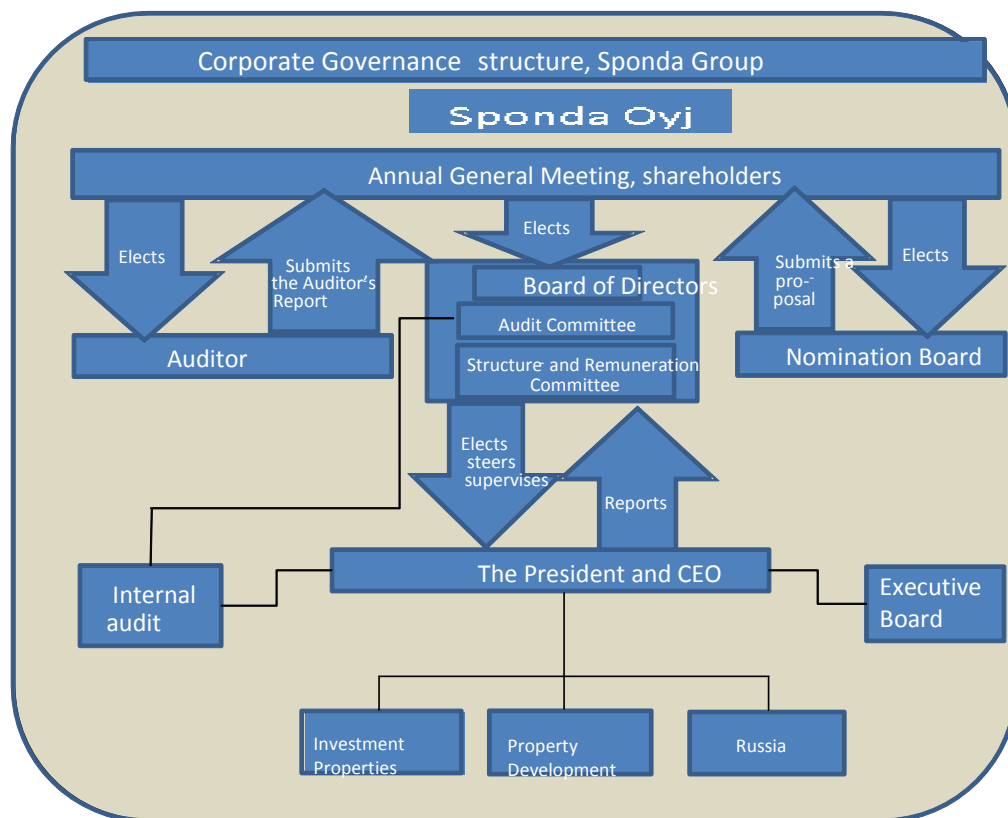 Corporate Governance structure, Sponda Group
Sponda Oyj
Annual General Meeting, shareholders
Elects
Submits
the Auditor's
Report
Elects
Submits a
pro-
posal
Elects
Auditor
Board of Directors
Audit Committee
Structure- and Remuneration
Committee
Nomination Board
Elects
steers
supervises
Reports
Internal
audit
The President and CEO
Executive
Board
Investment
Properties
Property
Development
Russia